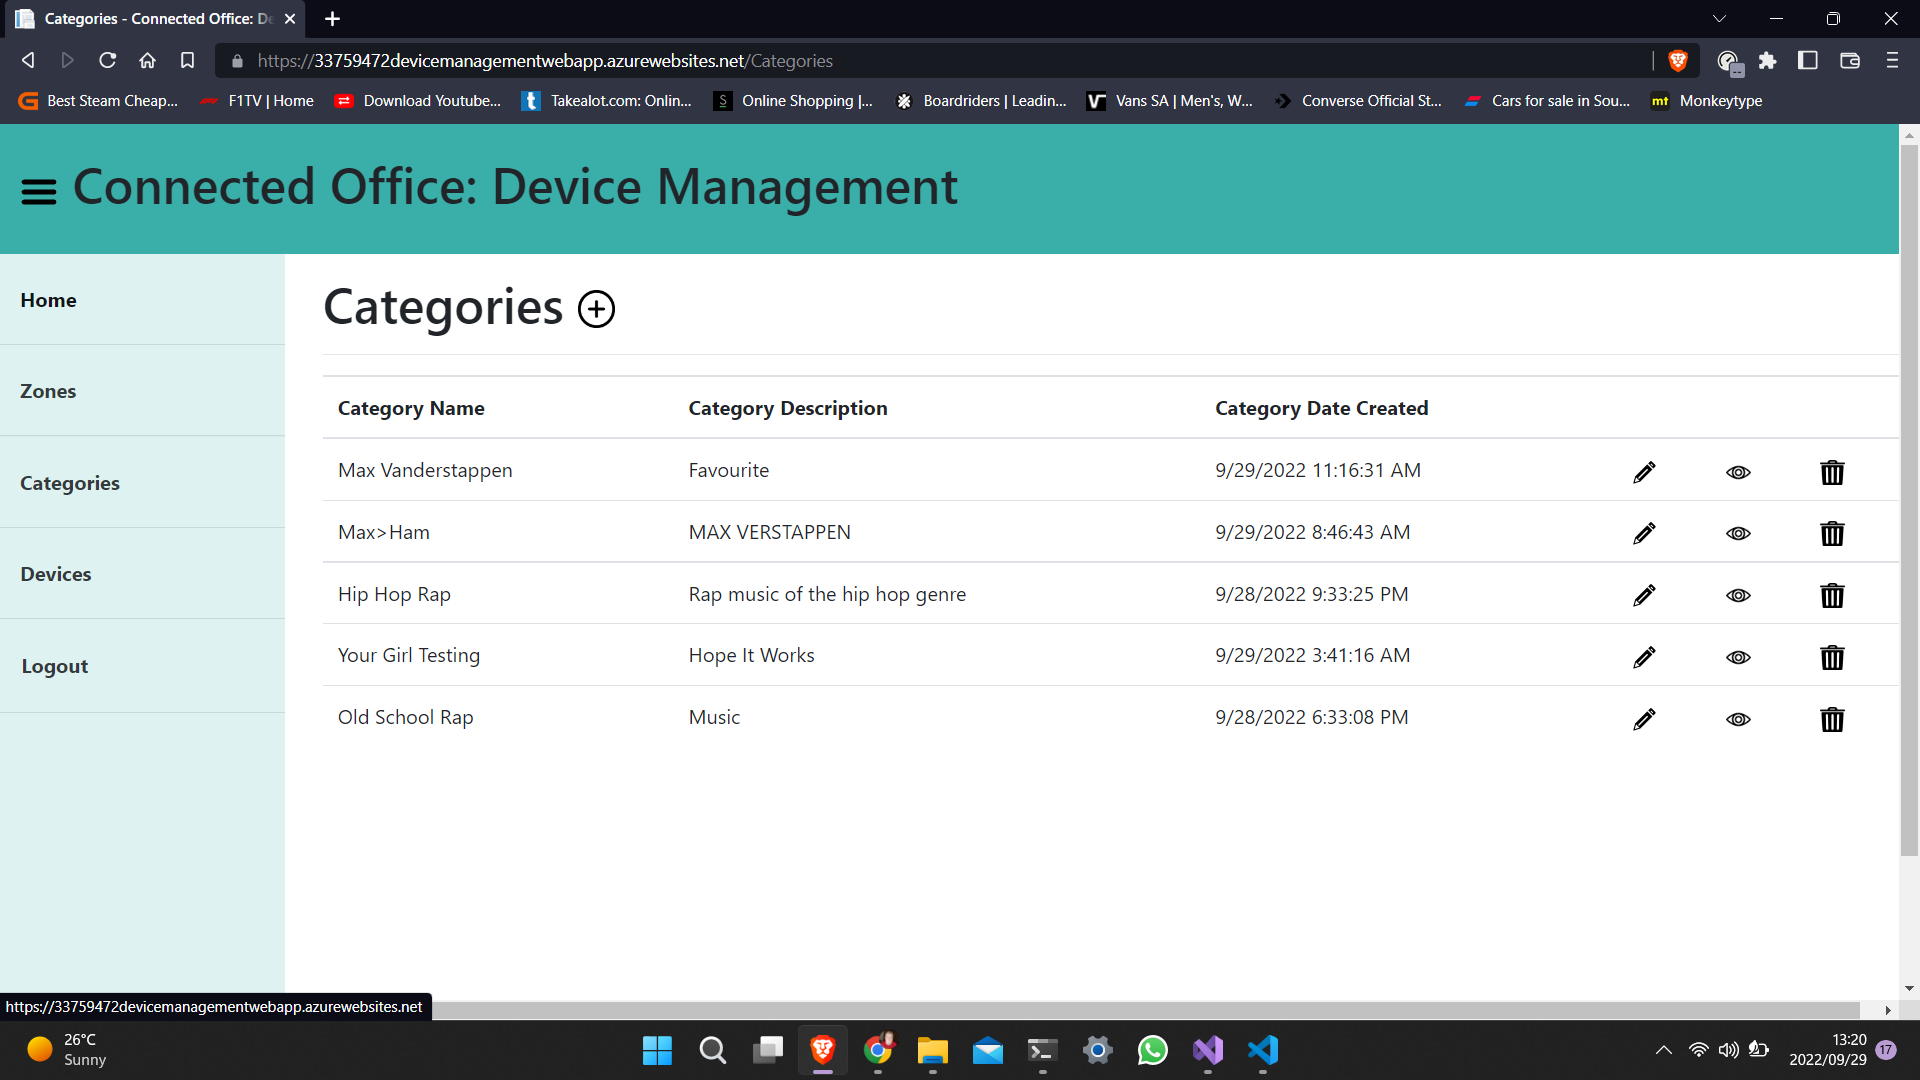 Categories - Connected Office: De
https://33759472devicemanagementwebapp.azurewebsites.net/Categories
Best Steam Cheap... F1TV | Home Download Youtube... Takealot.com: Onlin... Online Shopping |... Boardriders | Leadin... Vans SA | Men's, W... Converse Official St... Cars for sale in Sou... mt Monkeytype
Connected Office: Device Management
Home
Zones
Categories
Devices
Logout
Categories
Category Name Category Description Category Date Created
Max Vanderstappen Favourite 9/29/2022 11:16:31 AM
Max>Ham MAX VERSTAPPEN 9/29/2022 8:46:43 AM
Hip Hop Rap Rap music of the hip hop genre 9/28/2022 9:33:25 PM
Your Girl Testing Hope It Works 9/29/2022 3:41:16 AM
Old School Rap Music 9/28/2022 6:33:08 PM
https://33759472devicemanagementwebapp.azurewebsites.net
26°C
Sunny
13:20
2022/09/29
17